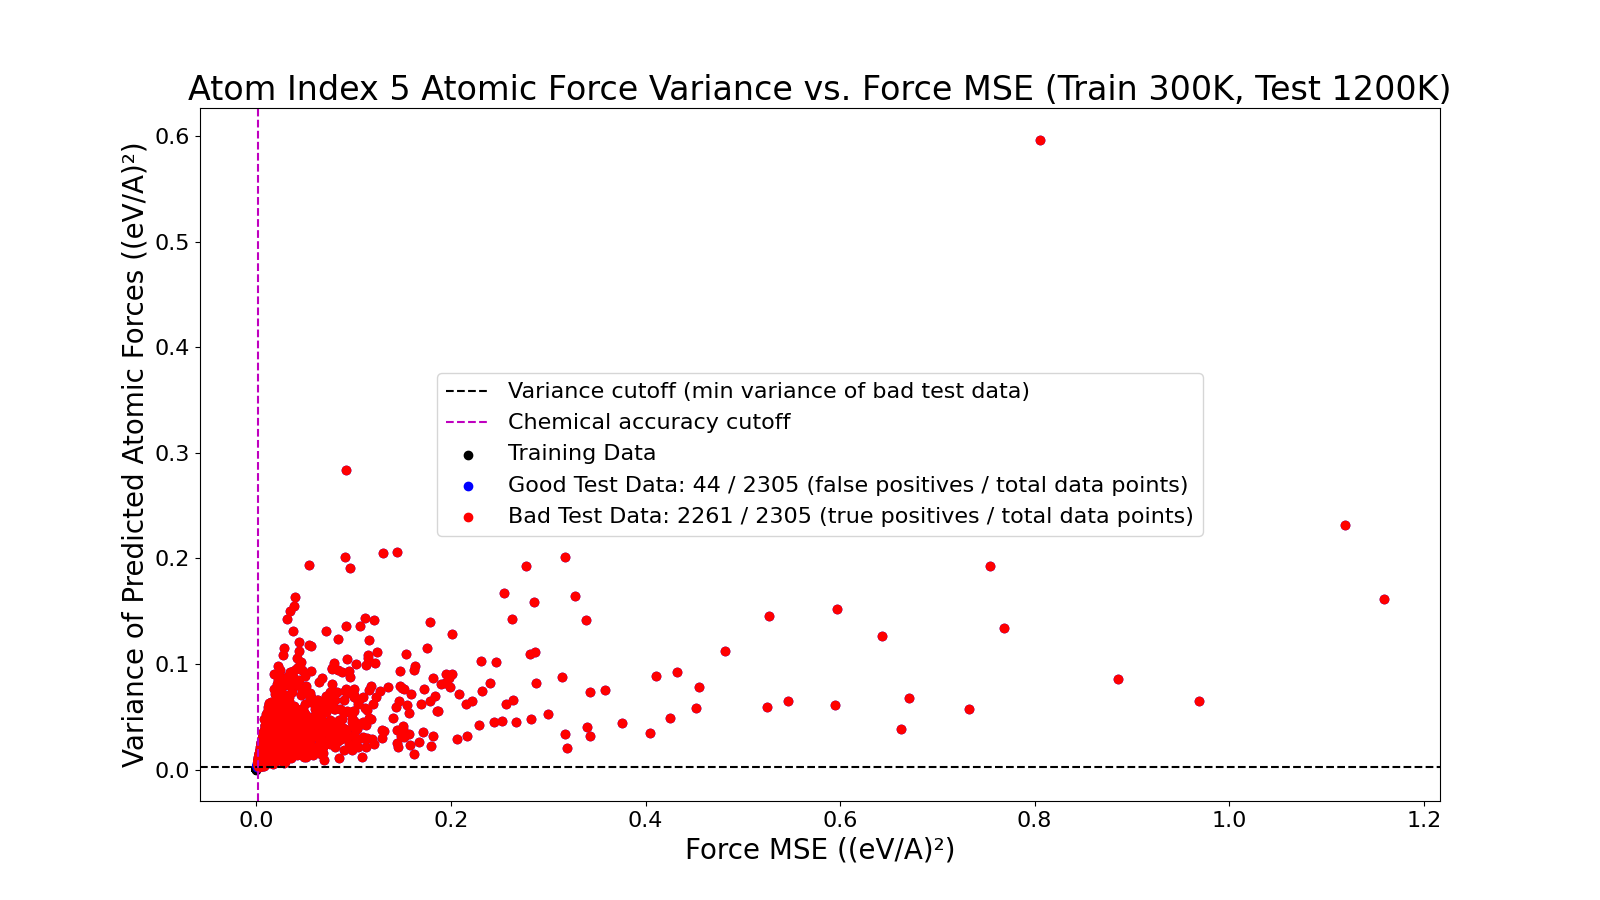 Atom Index 5 Atomic Force Variance vs. Force MSE (Train 300K, Test 1200K)
Variance of Predicted Atomic Forces ((eV/A)²)
0.6
0.5
0.4
0.3
0.2
0.1
0.0
Variance cutoff (min variance of bad test data)
Chemical accuracy cutoff
Training Data
Good Test Data: 44 / 2305 (false positives / total data points)
Bad Test Data: 2261 / 2305 (true positives / total data points)
0.0 0.2 0.4 0.6 0.8 1.0 1.2
Force MSE ((eV/A)²)